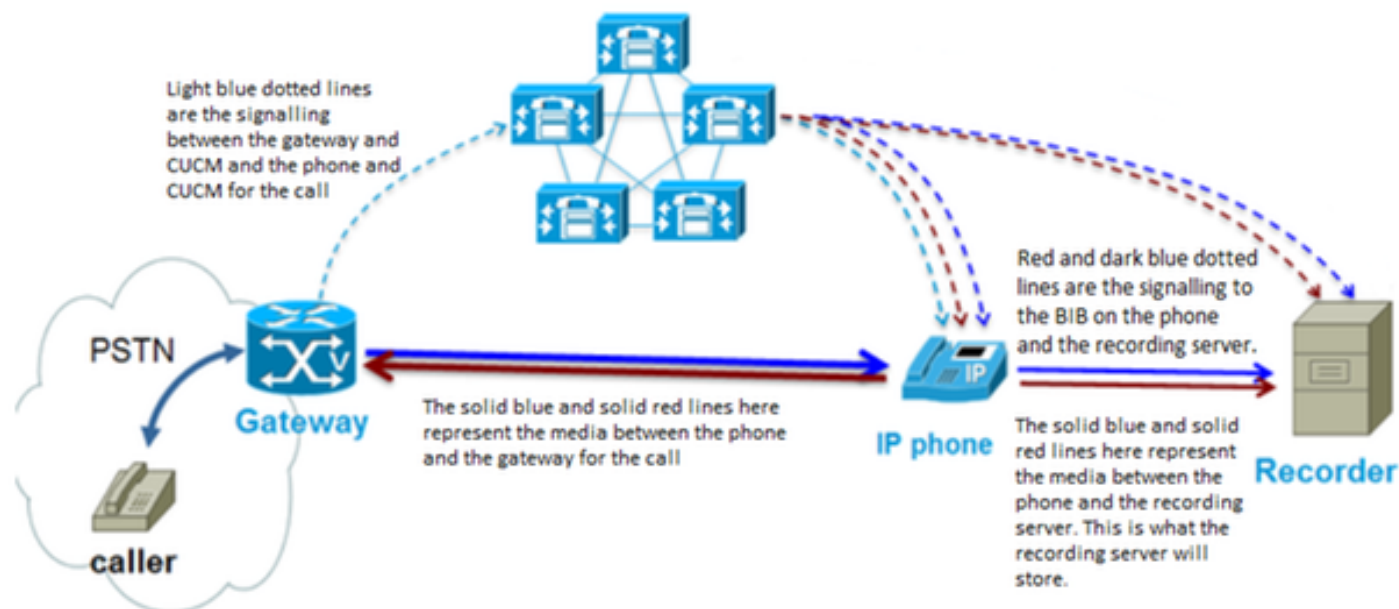 Light blue dotted lines
are the signalling
between the gateway and
CUCM and the phone and
CUCM for the call
PSTN
V
Gateway
caller
The solid blue and solid red lines here
represent the media between the phone
and the gateway for the call
IP
IP phone
Red and dark blue dotted
lines are the signalling to
the BIB on the phone
and the recording server.
The solid blue and solid
red lines here represent
the media between the
phone and the recording
server. This is what the
recording server will
store.
Recorder